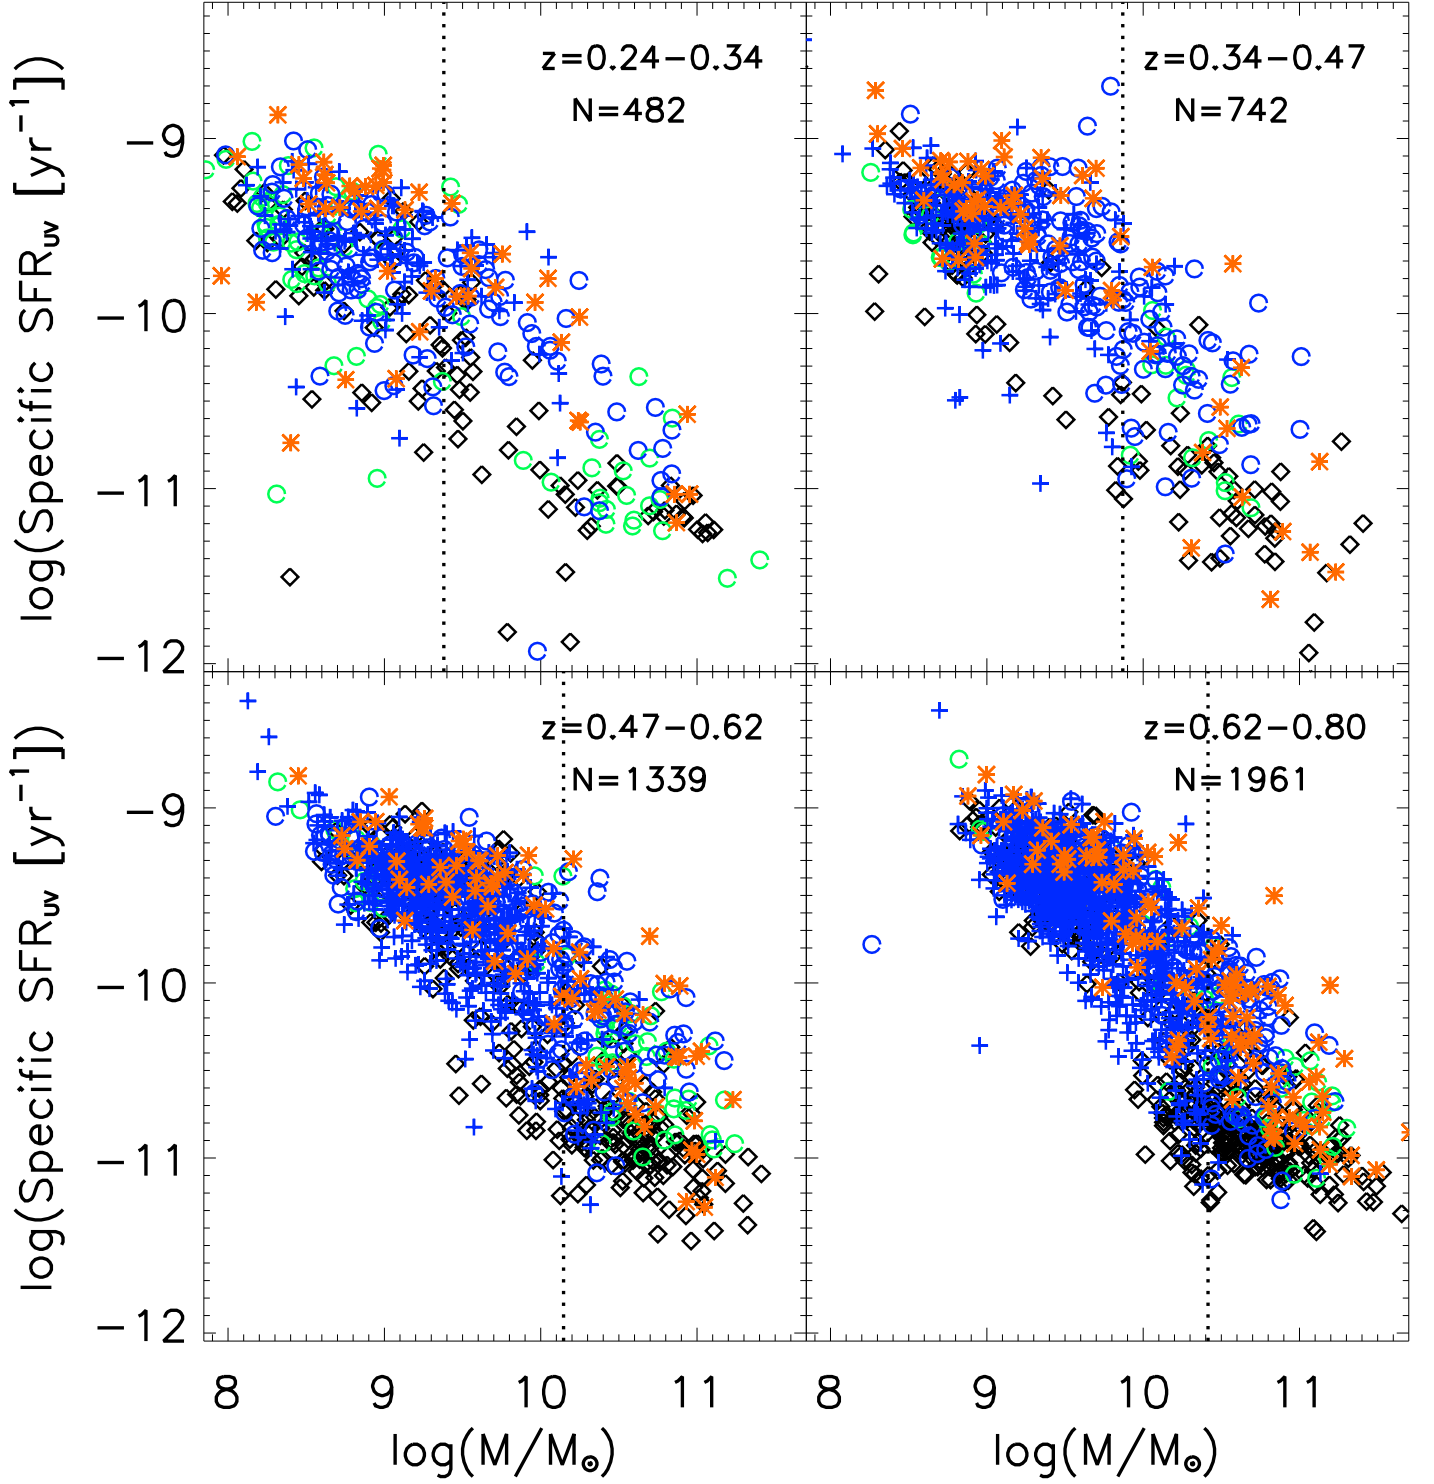 z=0.24−0.34
N=482
z=0.34−0.47
N=742
log(Specific SFRuv [yr−1])
−9
−10
−11
−12
z=0.47−0.62
N=1339
z=0.62−0.80
N=1961
log(Specific SFRuv [yr−1])
−9
−10
−11
−12
8 9 10 11
8 9 10 11
log(M/M⊙)
log(M/M⊙)